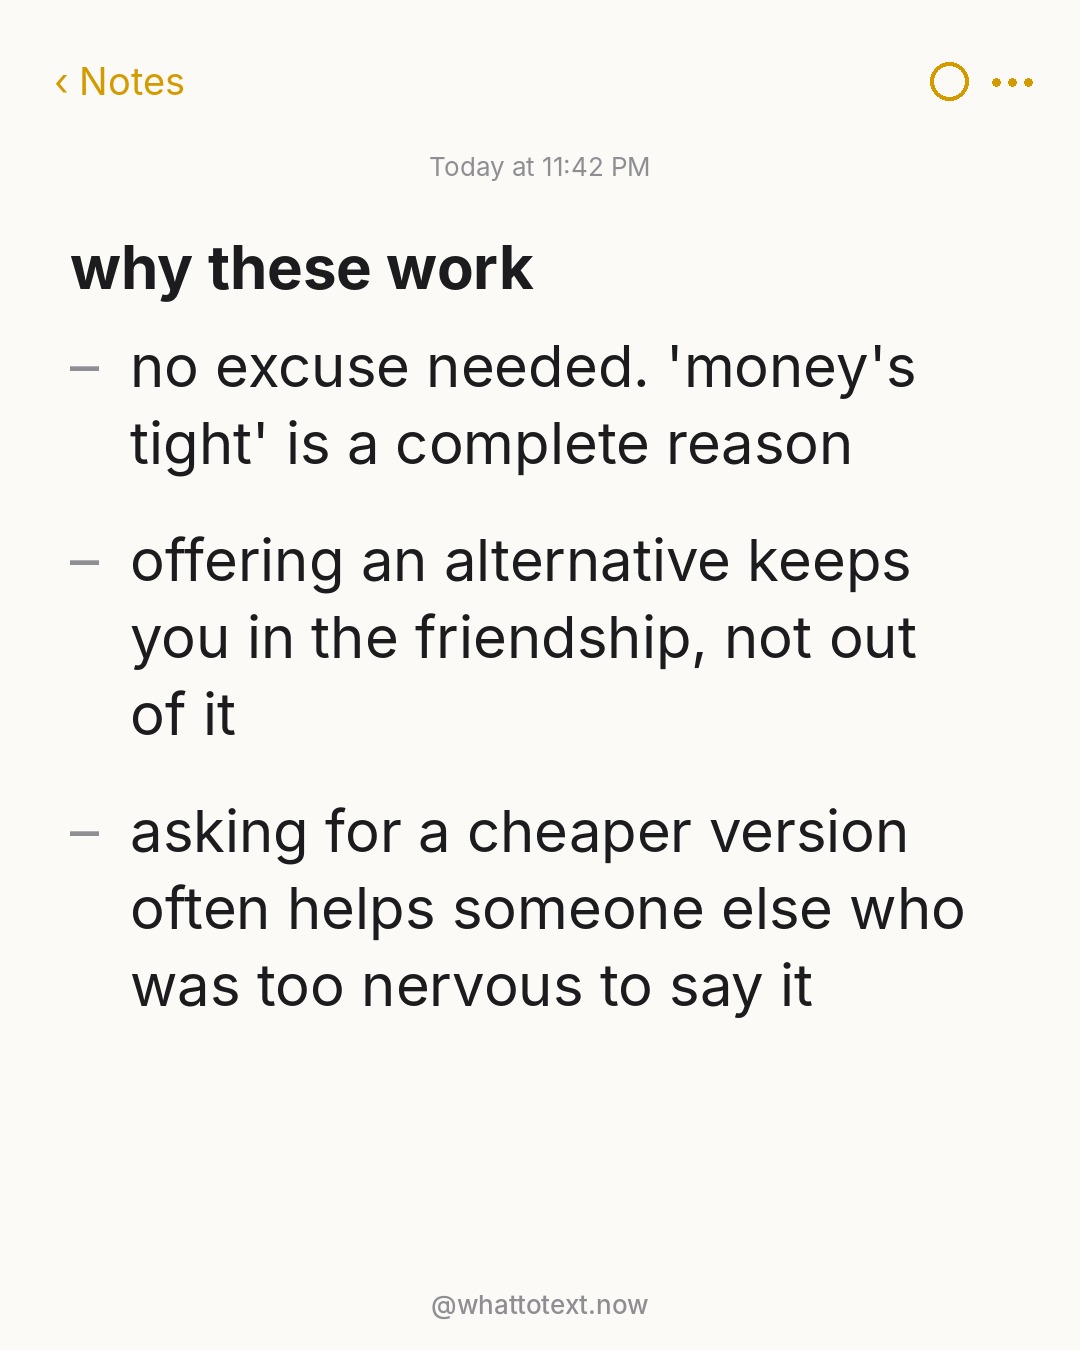 ‹ Notes
Today at 11:42 PM
why these work
– no excuse needed. 'money's
tight' is a complete reason
– offering an alternative keeps
you in the friendship, not out
of it
– asking for a cheaper version
often helps someone else who
was too nervous to say it
@whattotext.now